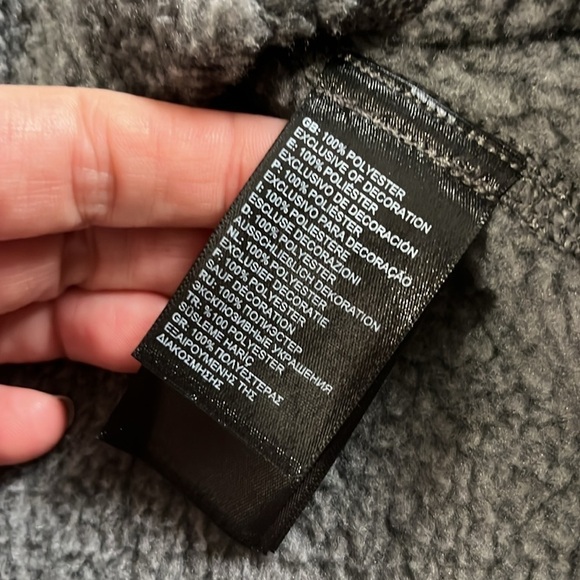 GB: 100% POLYESTER
EXCLUSIVE OF DECORATION
E: 100% POLIÉSTER
EXCLUSIVO DE DECORACIÓN
P: 100% POLIÉSTER
EXCLUSIVO PARA DECORAÇÃO
I: 100% POLIESTERE
ESCLUSE DECORAZIONI
D: 100% POLYESTER
AUSSCHLIEßLICH DEKORATION
NL: 100% POLYESTER
EXCLUSIEF DECORATIE
F: 100% POLYESTER
SAUF DÉCORATION
RU: 100% ПОЛИЭСТЕР
ЭКСКЛЮЗИВНЫЕ УКРАШЕНИЯ
TR: %100 POLYESTER
SÜSLEME HARİÇ
GR: 100% ΠΟΛΥΕΣΤΕΡΑΣ
ΕΞΑΙΡΟΥΜΕΝΗΣ ΤΗΣ
ΔΙΑΚΟΣΜΗΣΗΣ